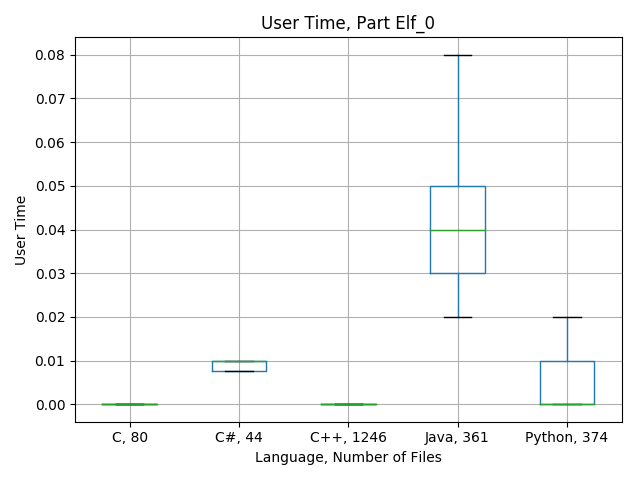 User Time, Part Elf_0
User Time
0.08
0.07
0.06
0.05
0.04
0.03
0.02
0.01
0.00
C, 80
C#, 44
C++, 1246
Java, 361
Python, 374
Language, Number of Files